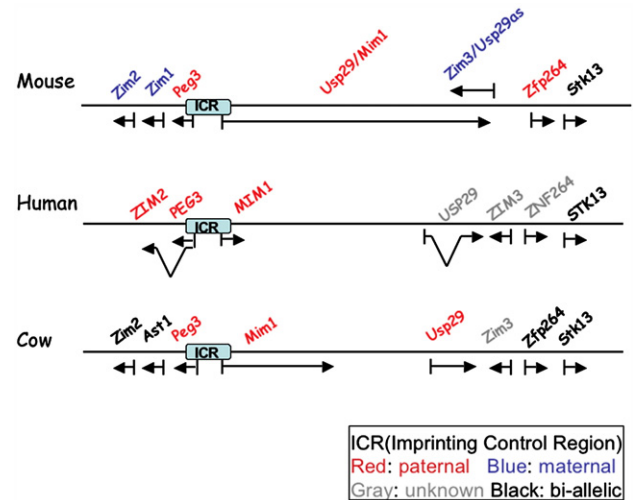 Mouse
Zim2 Zim1 Peg3 Usp29/Mim1 Zim3/Usp29as Zfp264 Stk13
ICR
Human
ZIM2 PEG3 MIM1 USP29 ZIM3 ZNF264 STK13
ICR
Cow
Zim2 Ast1 Peg3 Mim1 Usp29 Zim3 Zfp264 Stk13
ICR
ICR(Imprinting Control Region)
Red: paternal Blue: maternal
Gray: unknown Black: bi-allelic